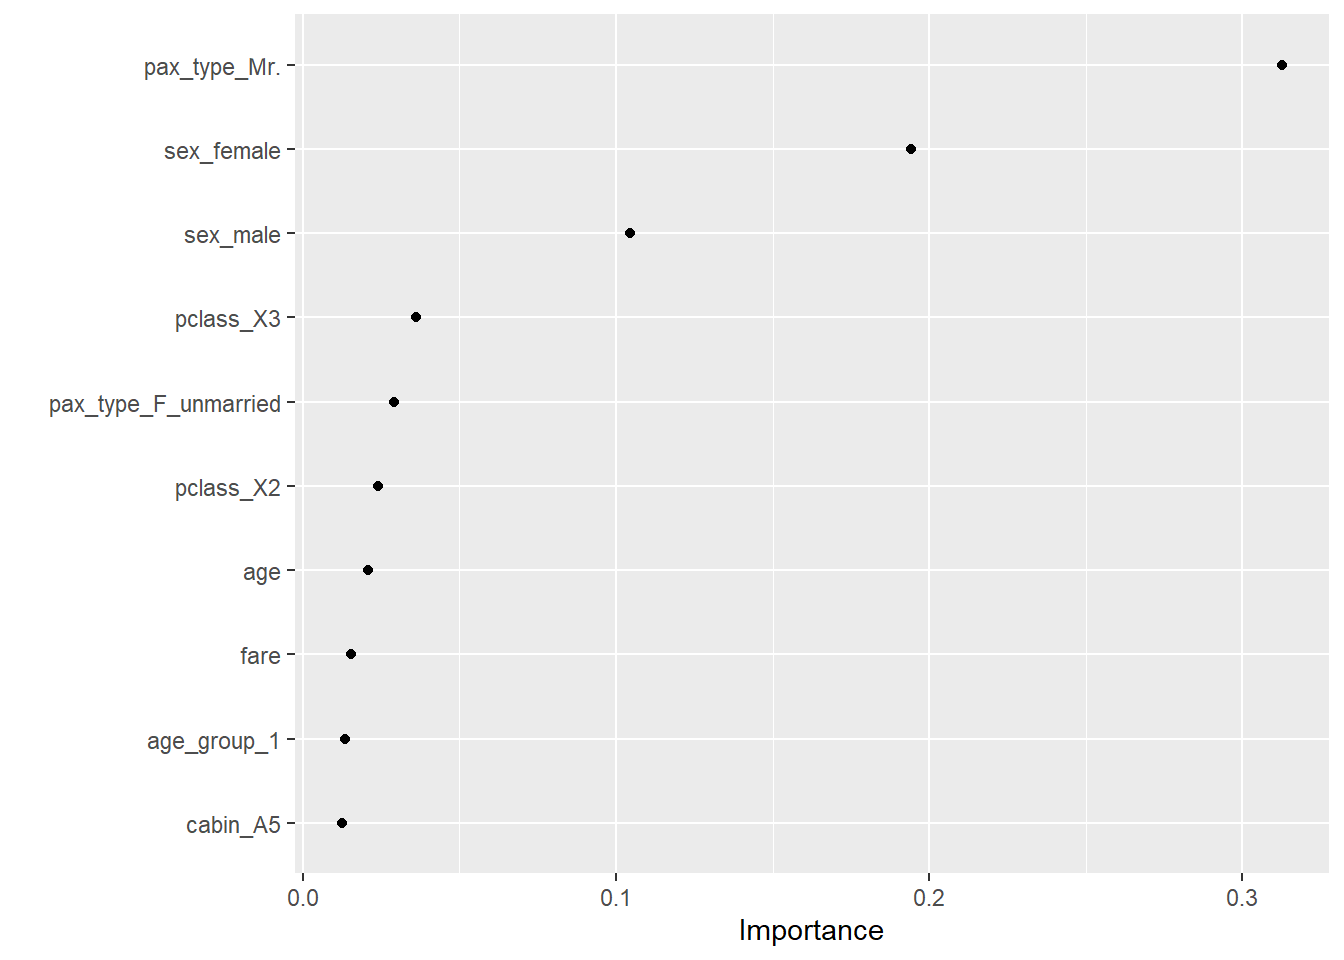 pax_type_Mr.
sex_female
sex_male
pclass_X3
pax_type_F_unmarried
pclass_X2
age
fare
age_group_1
cabin_A5
0.0 0.1 0.2 0.3
Importance